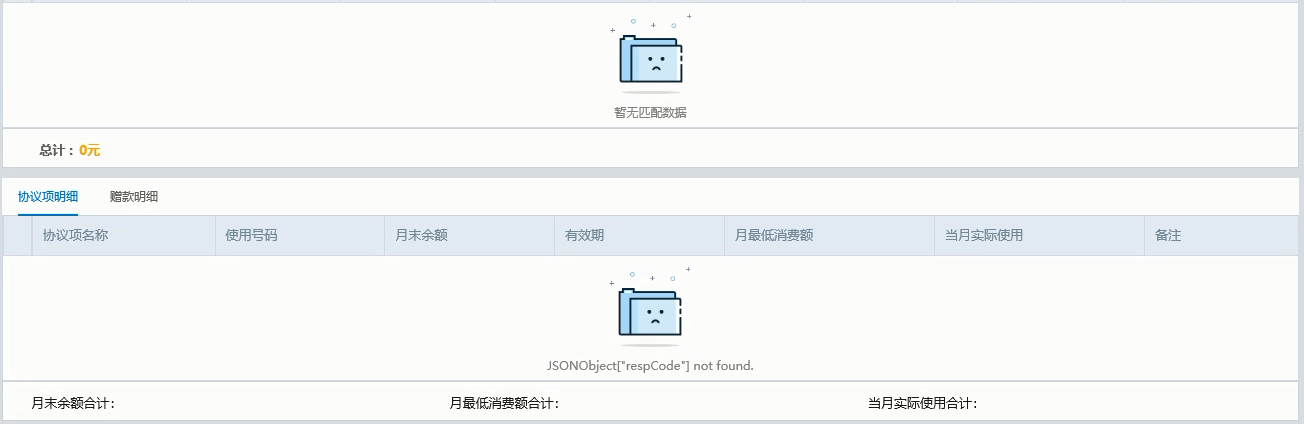 暂无匹配数据
总计：0元
协议项明细 赠款明细
协议项名称 使用号码 月末余额 有效期 月最低消费额 当月实际使用 备注
JSONObject["respCode"] not found.
月末余额合计： 月最低消费额合计： 当月实际使用合计：